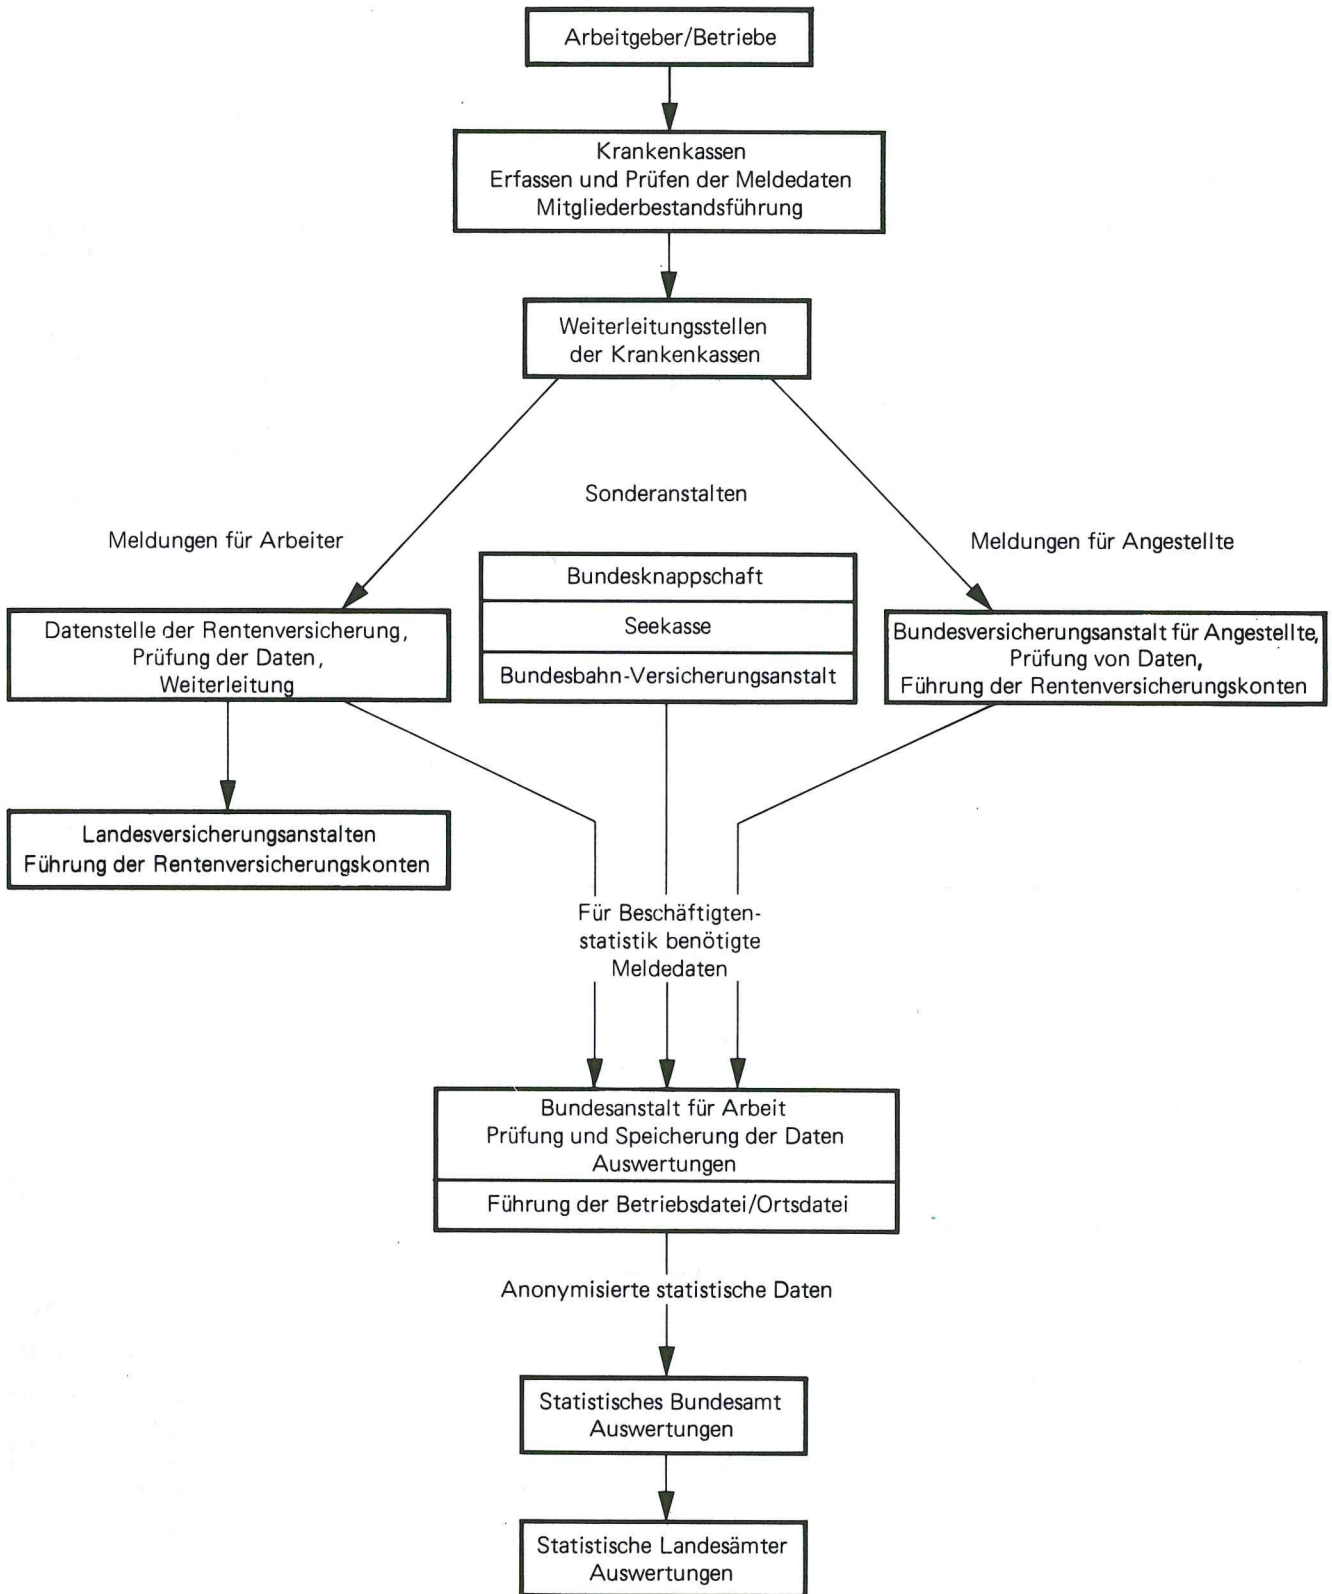 Arbeitgeber/Betriebe
Krankenkassen
Erfassen und Prüfen der Meldedaten
Mitgliederbestandsführung
Weiterleitungsstellen
der Krankenkassen
Sonderanstalten
Meldungen für Arbeiter
Meldungen für Angestellte
Bundesknappschaft
Seekasse
Bundesbahn-Versicherungsanstalt
Datenstelle der Rentenversicherung,
Prüfung der Daten,
Weiterleitung
Bundesversicherungsanstalt für Angestellte,
Prüfung von Daten,
Führung der Rentenversicherungskonten
Landesversicherungsanstalten
Führung der Rentenversicherungskonten
Für Beschäftigten-
statistik benötigte
Meldedaten
Bundesanstalt für Arbeit
Prüfung und Speicherung der Daten
Auswertungen
Führung der Betriebsdatei/Ortsdatei
Anonymisierte statistische Daten
Statistisches Bundesamt
Auswertungen
Statistische Landesämter
Auswertungen